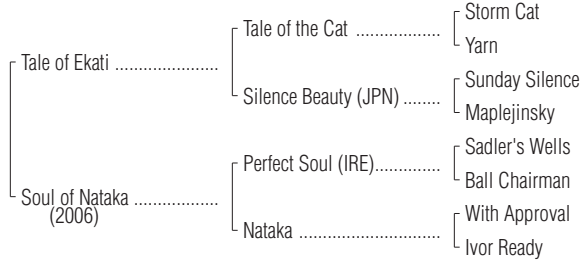 Storm Cat
Tale of the Cat ..................
Yarn
Tale of Ekati ......................
Sunday Silence
Silence Beauty (JPN) ........
Maplejinsky
Sadler's Wells
Perfect Soul (IRE)..............
Ball Chairman
Soul of Nataka ..................
(2006)
With Approval
Nataka ..............................
Ivor Ready